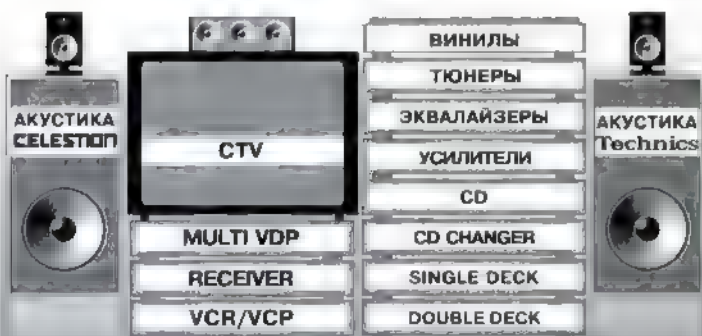 АКУСТИКА
CELESTION
CTV
MULTI VDP
RECEIVER
VCR/VCP
ВИНИЛЫ
ТЮНЕРЫ
ЭКВАЛАЙЗЕРЫ
УСИЛИТЕЛИ
CD
CD CHANGER
SINGLE DECK
DOUBLE DECK
АКУСТИКА
Technics